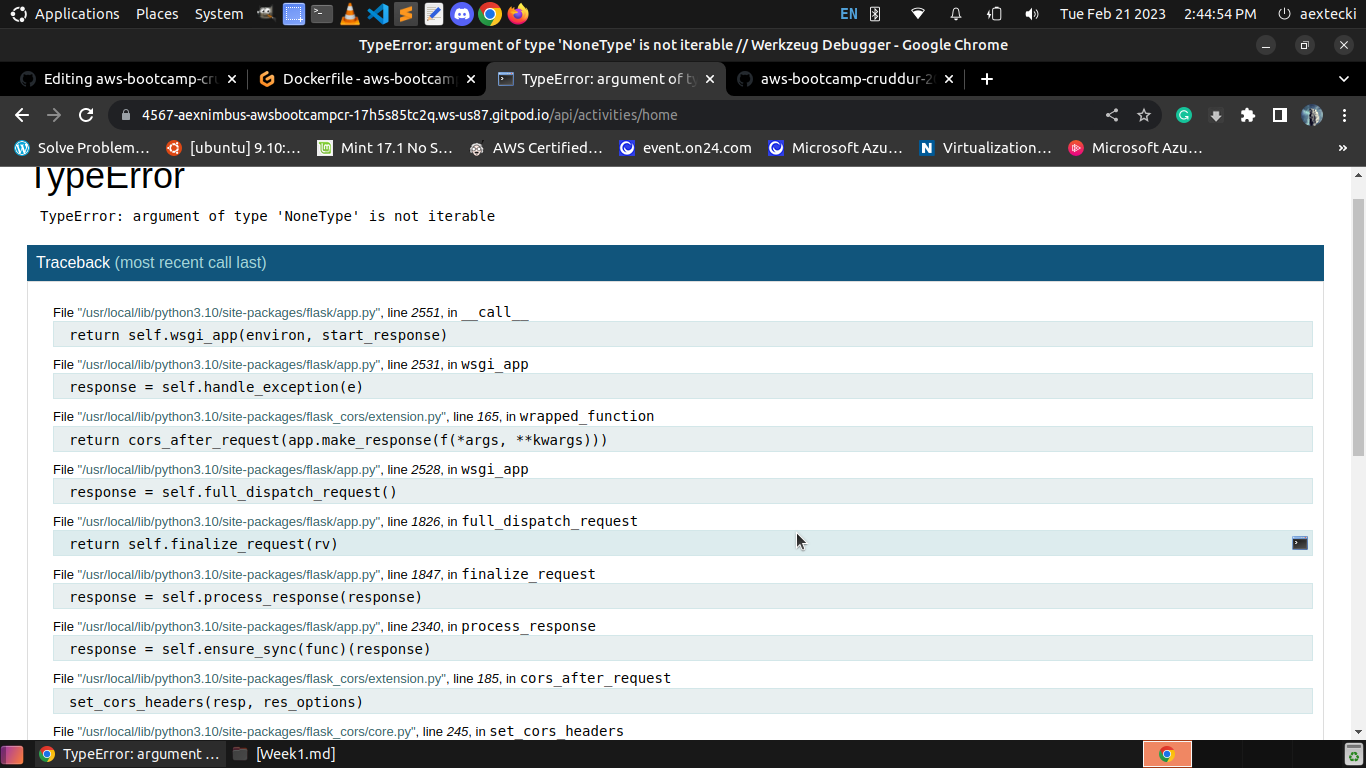 Applications Places System EN Tue Feb 21 2023 2:44:54 PM aextecki
TypeError: argument of type 'NoneType' is not iterable // Werkzeug Debugger - Google Chrome
Editing aws-bootcamp-cru Dockerfile - aws-bootcam TypeError: argument of ty aws-bootcamp-cruddur-2
4567-aexnimbus-awsbootcampcr-17h5s85tc2q.ws-us87.gitpod.io/api/activities/home
Solve Problem… [ubuntu] 9.10:… Mint 17.1 No S… AWS Certified… event.on24.com Microsoft Azu… Virtualization… Microsoft Azu… »
TypeError
TypeError: argument of type 'NoneType' is not iterable
Traceback (most recent call last)
File "/usr/local/lib/python3.10/site-packages/flask/app.py", line 2551, in __call__
return self.wsgi_app(environ, start_response)
File "/usr/local/lib/python3.10/site-packages/flask/app.py", line 2531, in wsgi_app
response = self.handle_exception(e)
File "/usr/local/lib/python3.10/site-packages/flask_cors/extension.py", line 165, in wrapped_function
return cors_after_request(app.make_response(f(*args, **kwargs)))
File "/usr/local/lib/python3.10/site-packages/flask/app.py", line 2528, in wsgi_app
response = self.full_dispatch_request()
File "/usr/local/lib/python3.10/site-packages/flask/app.py", line 1826, in full_dispatch_request
return self.finalize_request(rv)
File "/usr/local/lib/python3.10/site-packages/flask/app.py", line 1847, in finalize_request
response = self.process_response(response)
File "/usr/local/lib/python3.10/site-packages/flask/app.py", line 2340, in process_response
response = self.ensure_sync(func)(response)
File "/usr/local/lib/python3.10/site-packages/flask_cors/extension.py", line 185, in cors_after_request
set_cors_headers(resp, res_options)
File "/usr/local/lib/python3.10/site-packages/flask_cors/core.py", line 245, in set_cors_headers
TypeError: argument … [Week1.md]